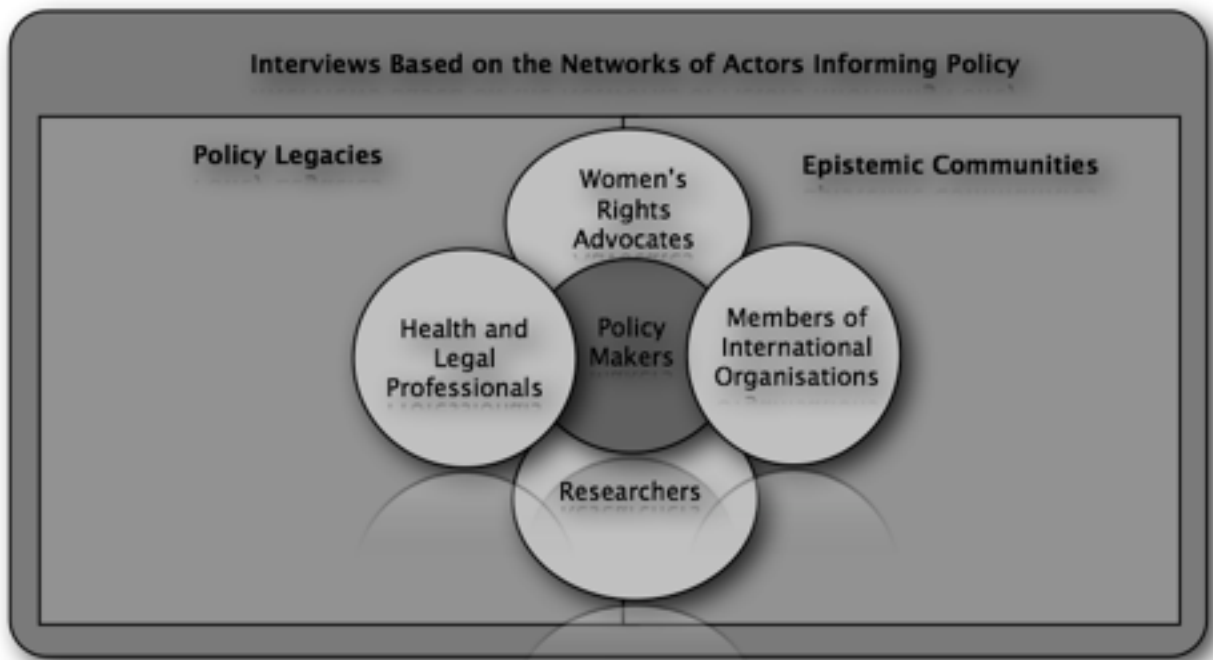 Interviews Based on the Networks of Actors Informing Policy
Policy Legacies
Epistemic Communities
Women's
Rights
Advocates
Health and
Legal
Professionals
Policy
Makers
Members of
International
Organisations
Researchers